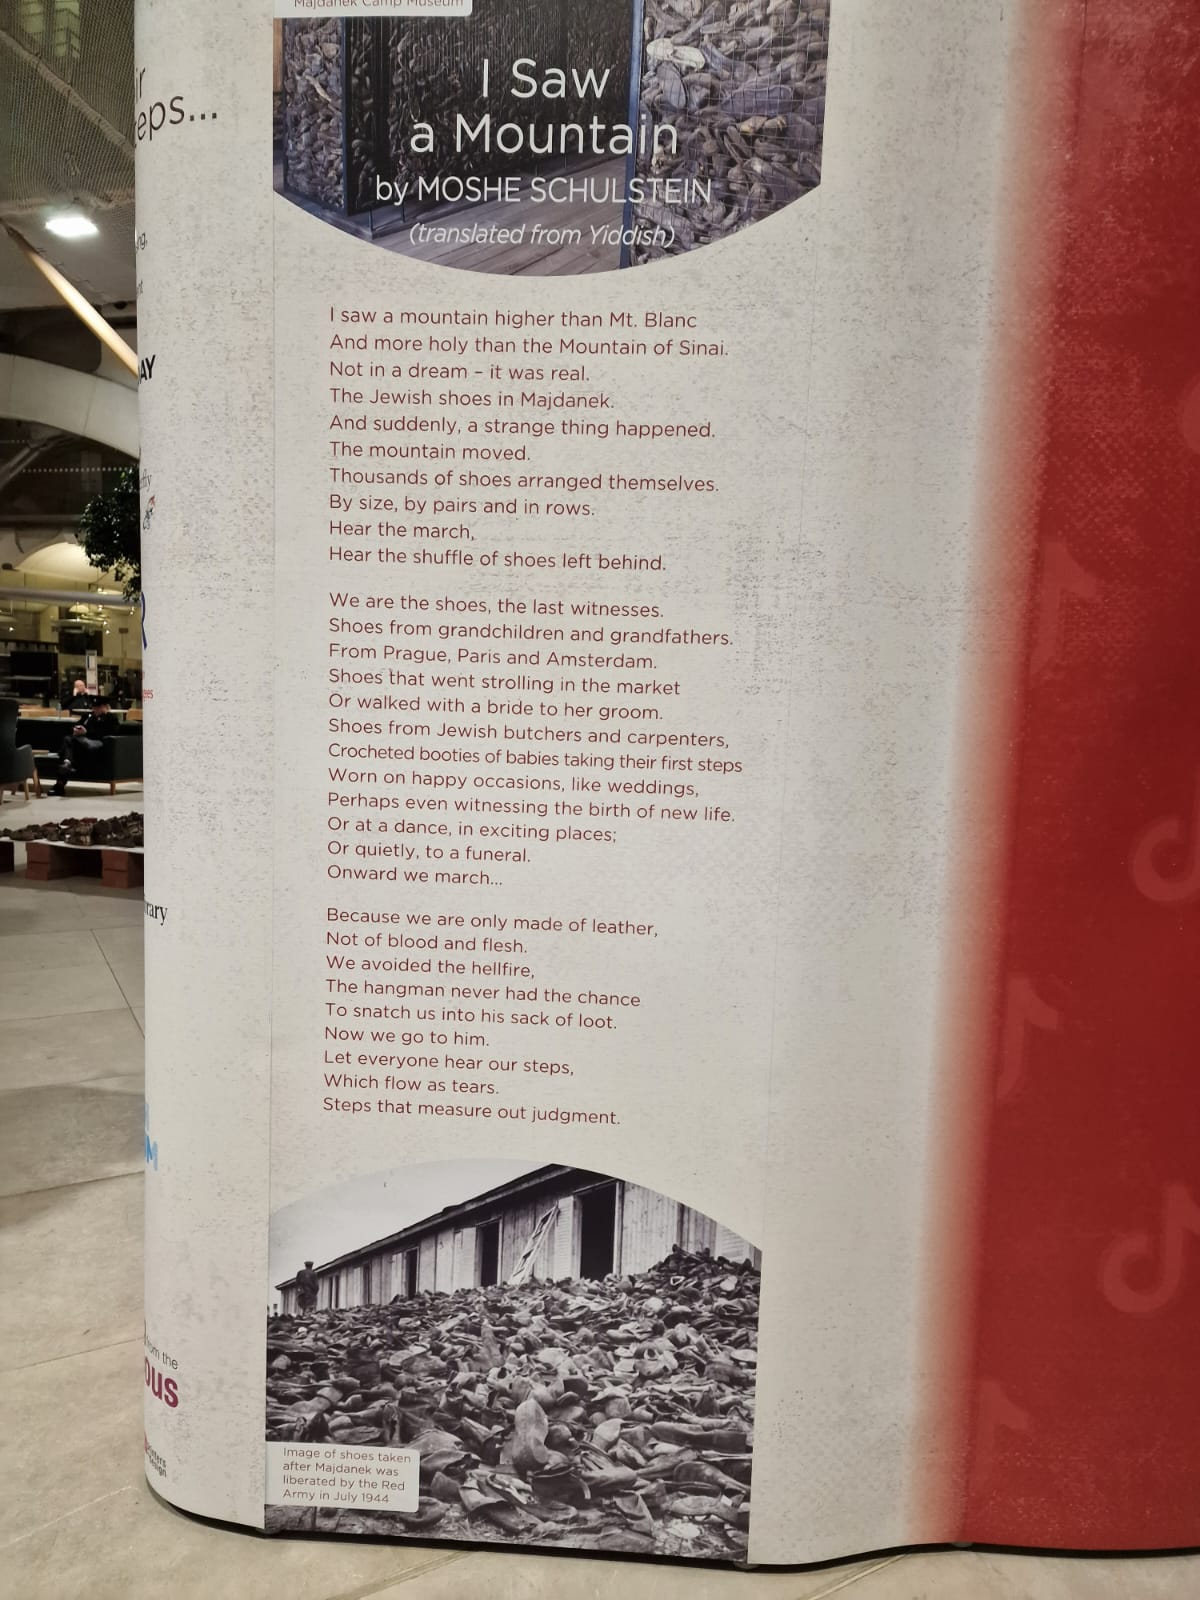 Majdanek Camp Museum
I Saw
a Mountain
by MOSHE SCHULSTEIN
(translated from Yiddish)
I saw a mountain higher than Mt. Blanc
And more holy than the Mountain of Sinai.
Not in a dream – it was real.
The Jewish shoes in Majdanek.
And suddenly, a strange thing happened.
The mountain moved.
Thousands of shoes arranged themselves.
By size, by pairs and in rows.
Hear the march,
Hear the shuffle of shoes left behind.
We are the shoes, the last witnesses.
Shoes from grandchildren and grandfathers.
From Prague, Paris and Amsterdam.
Shoes that went strolling in the market
Or walked with a bride to her groom.
Shoes from Jewish butchers and carpenters,
Crocheted booties of babies taking their first steps
Worn on happy occasions, like weddings,
Perhaps even witnessing the birth of new life.
Or at a dance, in exciting places;
Or quietly, to a funeral.
Onward we march...
Because we are only made of leather,
Not of blood and flesh.
We avoided the hellfire,
The hangman never had the chance
To snatch us into his sack of loot.
Now we go to him.
Let everyone hear our steps,
Which flow as tears.
Steps that measure out judgment.
Image of shoes taken
after Majdanek was
liberated by the Red
Army in July 1944
eps...
AY
from the
ous